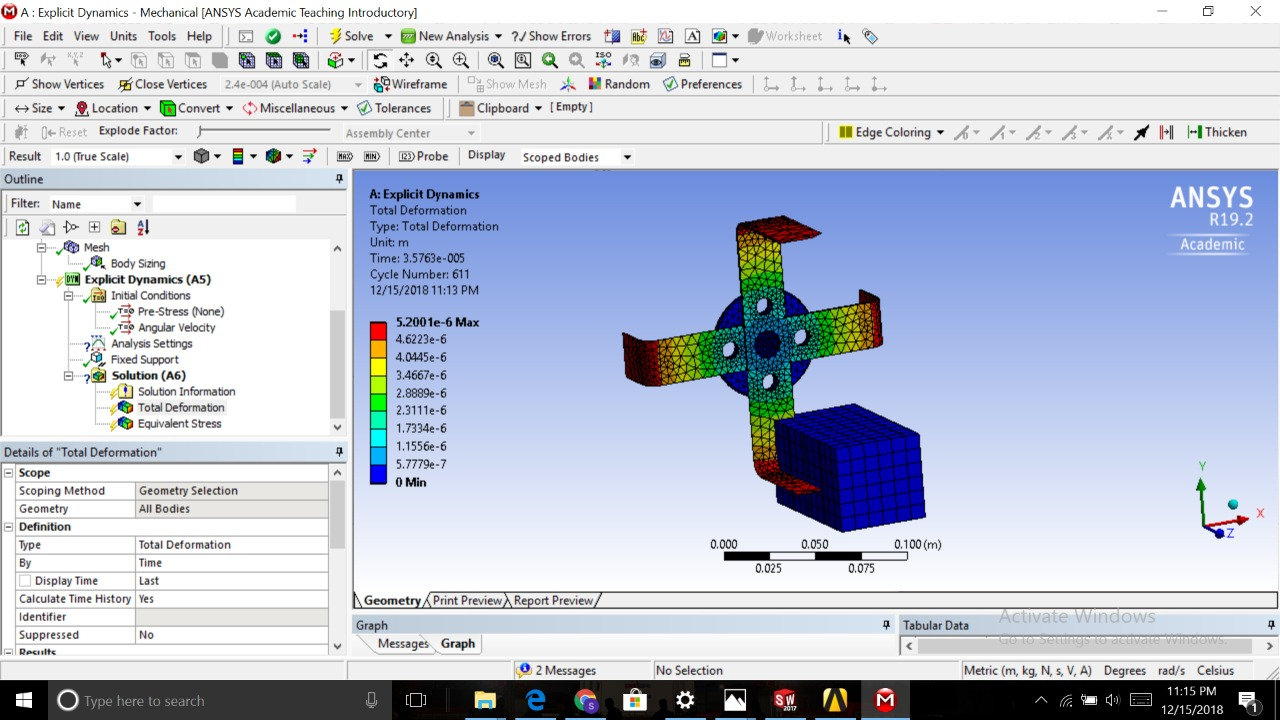 A : Explicit Dynamics - Mechanical [ANSYS Academic Teaching Introductory]
File Edit View Units Tools Help Solve New Analysis ?/ Show Errors Worksheet
Show Vertices Close Vertices 2.4e-004 (Auto Scale) Wireframe Show Mesh Random Preferences
Size Location Convert Miscellaneous Tolerances Clipboard [ Empty ]
Reset Explode Factor: Assembly Center Edge Coloring Thicken
Result 1.0 (True Scale) MAX MIN Probe Display Scoped Bodies
Outline
Filter: Name
Mesh
Body Sizing
Explicit Dynamics (A5)
Initial Conditions
Pre-Stress (None)
Angular Velocity
Analysis Settings
Fixed Support
Solution (A6)
Solution Information
Total Deformation
Equivalent Stress
Details of "Total Deformation"
Scope
Scoping Method Geometry Selection
Geometry All Bodies
Definition
Type Total Deformation
By Time
Display Time Last
Calculate Time History Yes
Identifier
Suppressed No
Results
A: Explicit Dynamics
Total Deformation
Type: Total Deformation
Unit: m
Time: 3.5763e-005
Cycle Number: 611
12/15/2018 11:13 PM
5.2001e-6 Max
4.6223e-6
4.0445e-6
3.4667e-6
2.8889e-6
2.3111e-6
1.7334e-6
1.1556e-6
5.7779e-7
0 Min
ANSYS
R19.2
Academic
Y
X
Z
0.000 0.050 0.100 (m)
0.025 0.075
Geometry Print Preview Report Preview
Graph
Messages Graph
Tabular Data
Activate Windows
Go to Settings to activate Windows.
2 Messages No Selection Metric (m, kg, N, s, V, A) Degrees rad/s Celsius
Type here to search
11:15 PM
12/15/2018